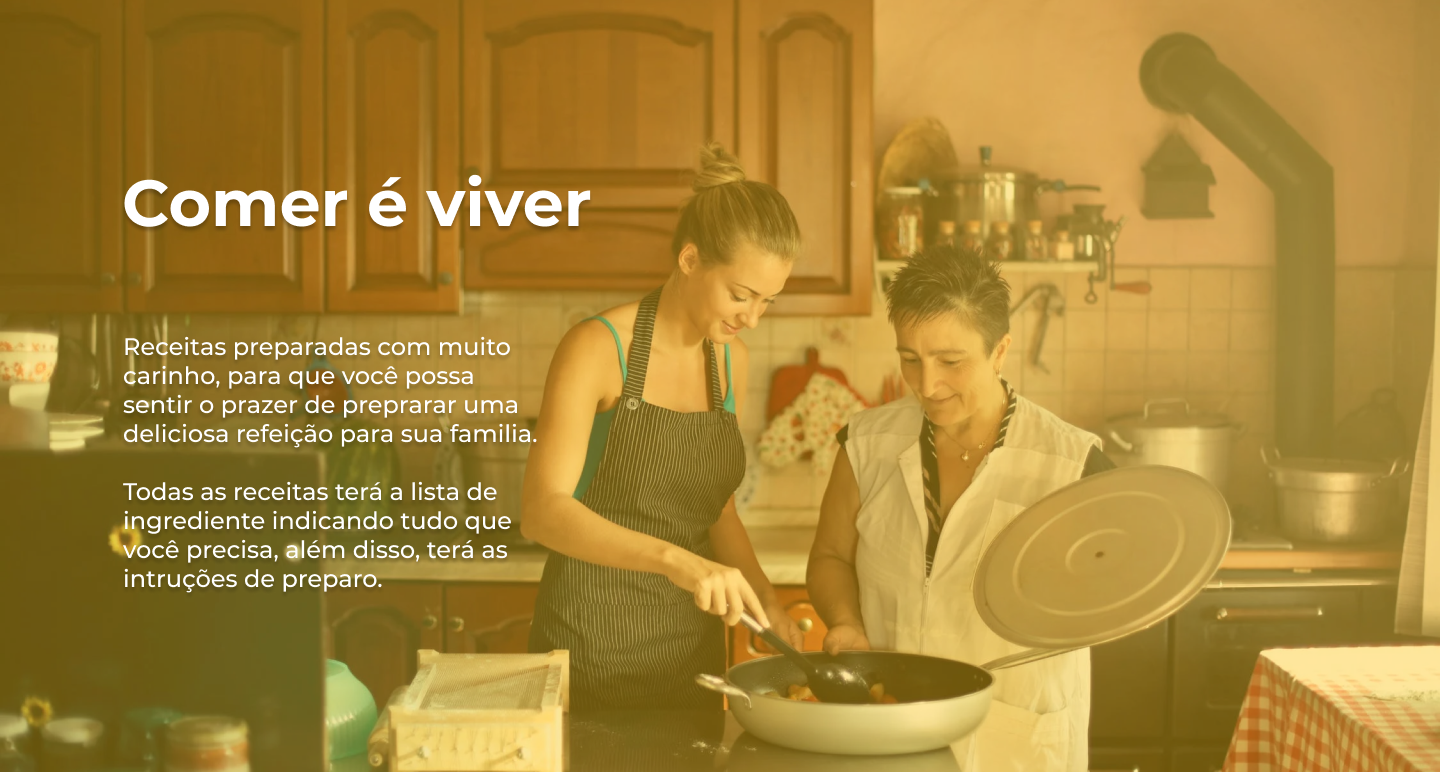 Comer é viver
Receitas preparadas com muito
carinho, para que você possa
sentir o prazer de preprarar uma
deliciosa refeição para sua familia.
Todas as receitas terá a lista de
ingrediente indicando tudo que
você precisa, além disso, terá as
intruções de preparo.